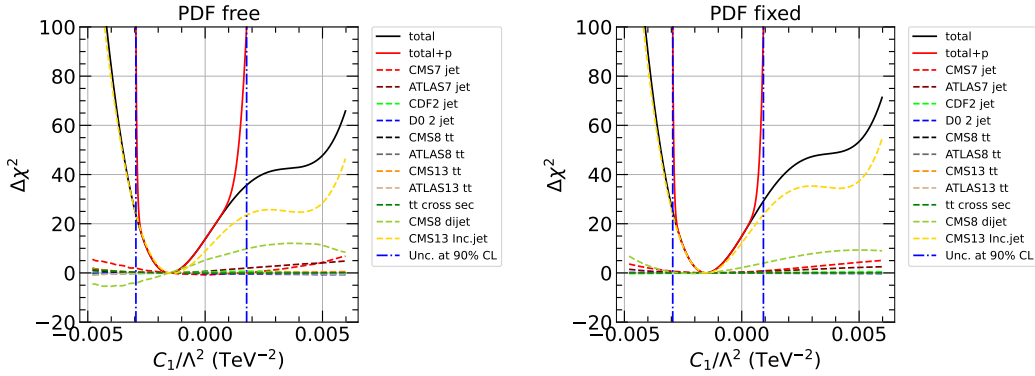 PDF free
100
80
60
40
20
0
−20
Δχ²
−0.005
0.000
0.005
C₁/Λ² (TeV⁻²)
total
total+p
CMS7 jet
ATLAS7 jet
CDF2 jet
D0 2 jet
CMS8 tt
ATLAS8 tt
CMS13 tt
ATLAS13 tt
tt cross sec
CMS8 dijet
CMS13 Inc.jet
Unc. at 90% CL
PDF fixed
100
80
60
40
20
0
−20
Δχ²
−0.005
0.000
0.005
C₁/Λ² (TeV⁻²)
total
total+p
CMS7 jet
ATLAS7 jet
CDF2 jet
D0 2 jet
CMS8 tt
ATLAS8 tt
CMS13 tt
ATLAS13 tt
tt cross sec
CMS8 dijet
CMS13 Inc.jet
Unc. at 90% CL